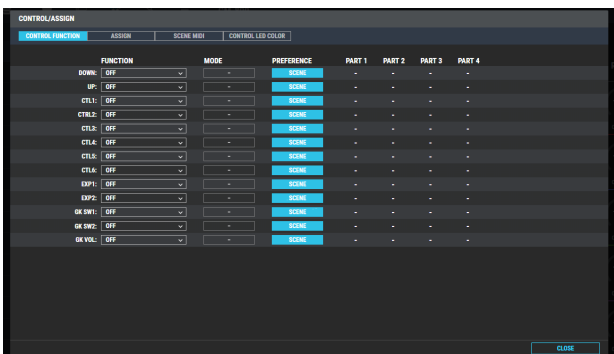 CONTROL/ASSIGN
CONTROL FUNCTION ASSIGN SCENE MIDI CONTROL LED COLOR
FUNCTION MODE PREFERENCE PART 1 PART 2 PART 3 PART 4
DOWN: OFF - SCENE - - - -
UP: OFF - SCENE - - - -
CTL1: OFF - SCENE - - - -
CTRL2: OFF - SCENE - - - -
CTL3: OFF - SCENE - - - -
CTL4: OFF - SCENE - - - -
CTL5: OFF - SCENE - - - -
CTL6: OFF - SCENE - - - -
EXP1: OFF - SCENE - - - -
EXP2: OFF - SCENE - - - -
GK SW1: OFF - SCENE - - - -
GK SW2: OFF - SCENE - - - -
GK VOL: OFF - SCENE - - - -
CLOSE